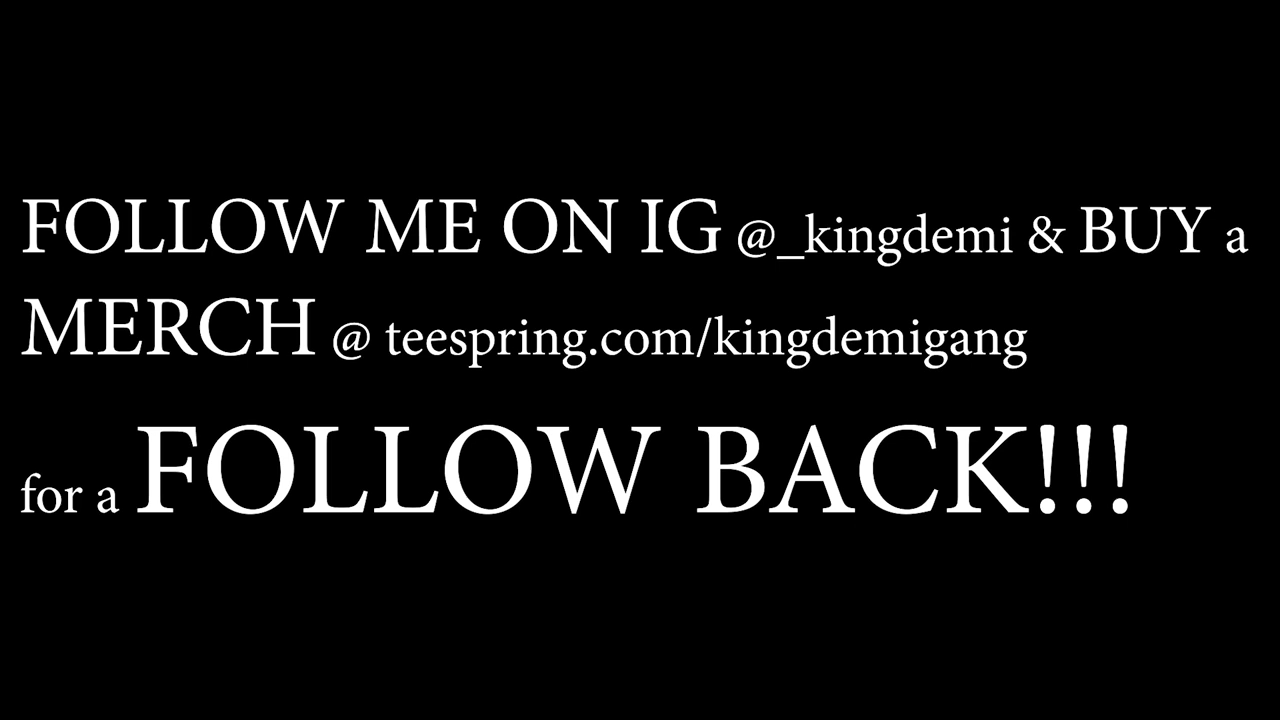 FOLLOW ME ON IG @_kingdemi & BUY a
MERCH @ teespring.com/kingdemigang
for a FOLLOW BACK!!!